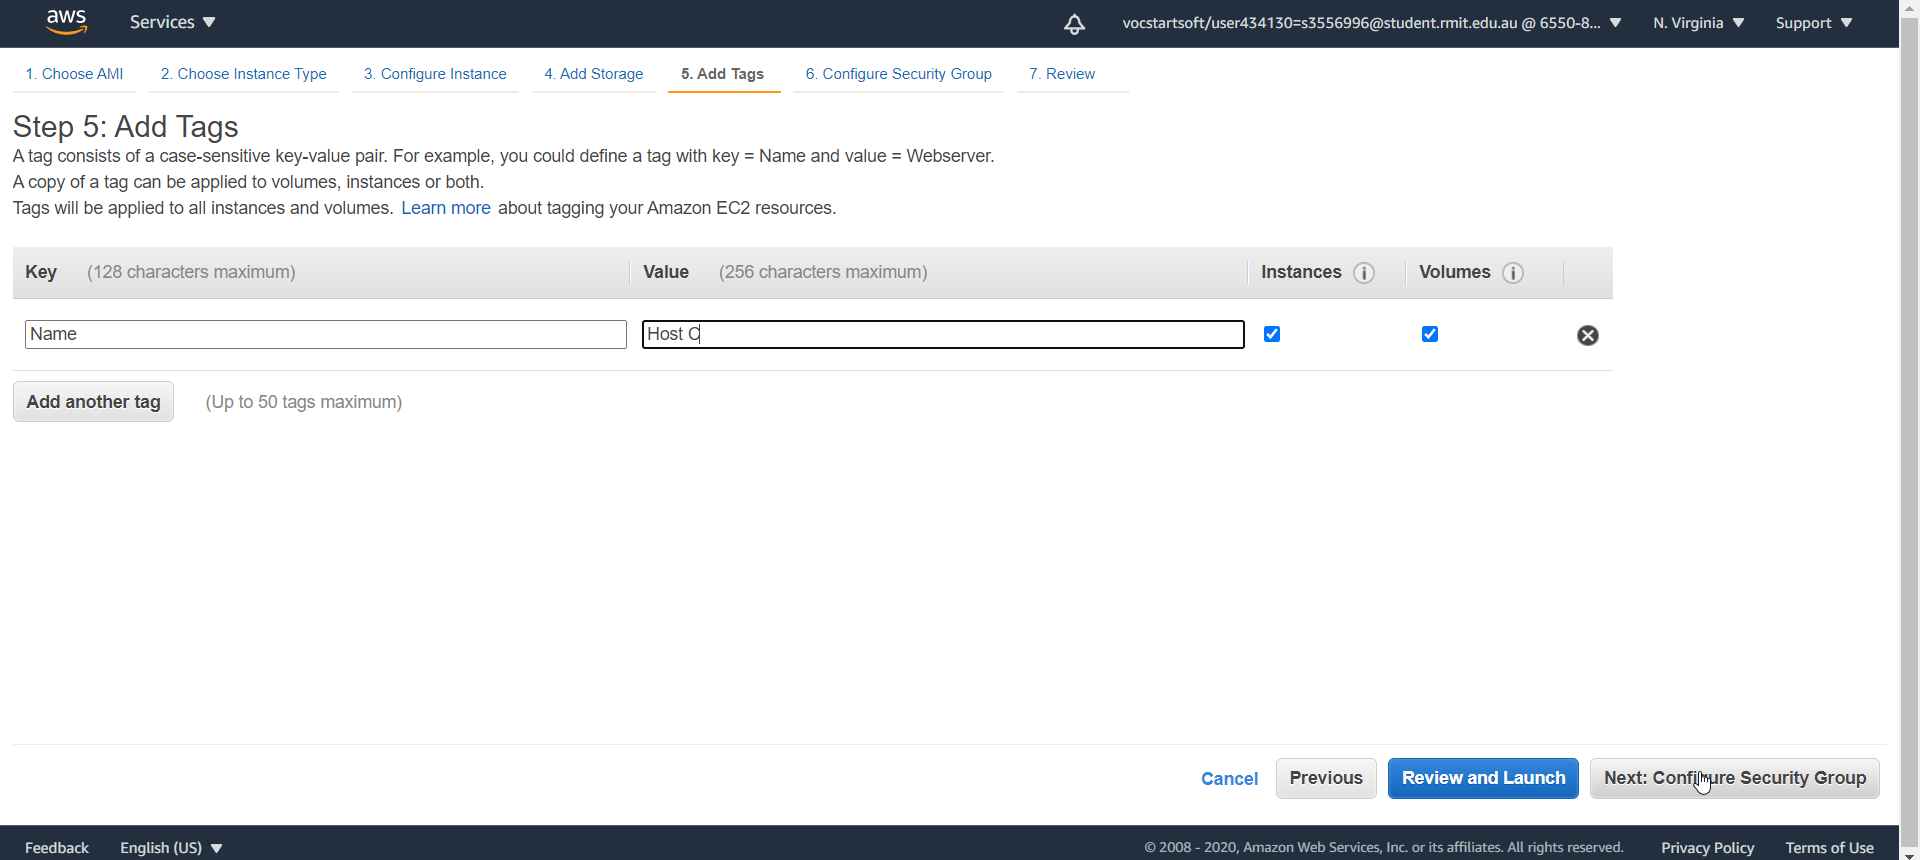 aws Services vocstartsoft/user434130=s3556996@student.rmit.edu.au @ 6550-8... N. Virginia Support
1. Choose AMI 2. Choose Instance Type 3. Configure Instance 4. Add Storage 5. Add Tags 6. Configure Security Group 7. Review
Step 5: Add Tags
A tag consists of a case-sensitive key-value pair. For example, you could define a tag with key = Name and value = Webserver.
A copy of a tag can be applied to volumes, instances or both.
Tags will be applied to all instances and volumes. Learn more about tagging your Amazon EC2 resources.
Key (128 characters maximum) Value (256 characters maximum) Instances i Volumes i
Name Host C
Add another tag (Up to 50 tags maximum)
Cancel Previous Review and Launch Next: Configure Security Group
Feedback English (US) © 2008 - 2020, Amazon Web Services, Inc. or its affiliates. All rights reserved. Privacy Policy Terms of Use